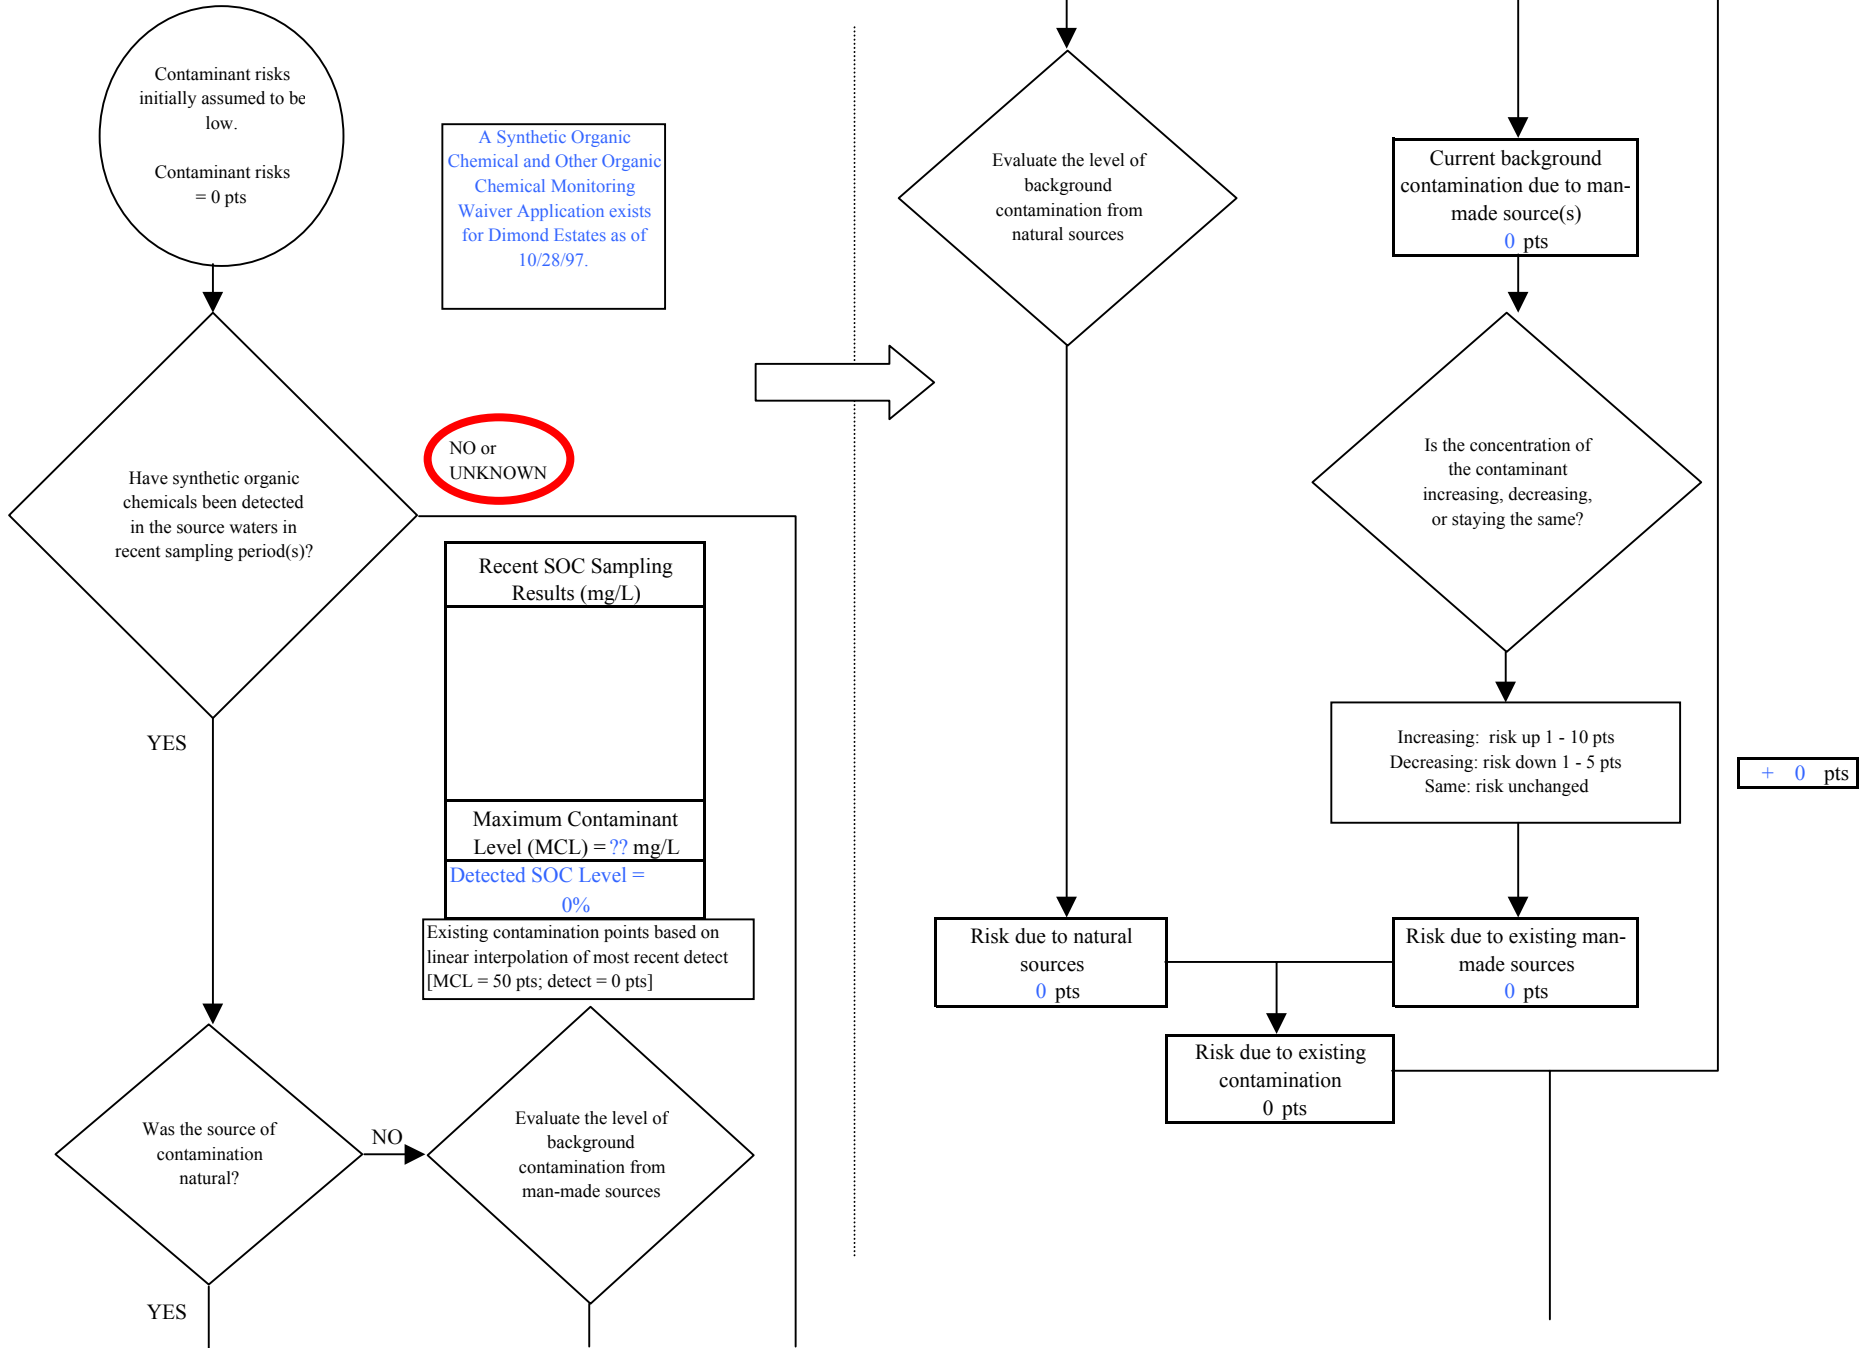 Contaminant risks
initially assumed to be
low.
Contaminant risks
= 0 pts
A Synthetic Organic
Chemical and Other Organic
Chemical Monitoring
Waiver Application exists
for Dimond Estates as of
10/28/97.
NO or
UNKNOWN
Have synthetic organic
chemicals been detected
in the source waters in
recent sampling period(s)?
YES
Recent SOC Sampling
Results (mg/L)
Maximum Contaminant
Level (MCL) = ?? mg/L
Detected SOC Level =
0%
Existing contamination points based on
linear interpolation of most recent detect
[MCL = 50 pts; detect = 0 pts]
Was the source of
contamination
natural?
NO
Evaluate the level of
background
contamination from
man-made sources
YES
Evaluate the level of
background
contamination from
natural sources
Current background
contamination due to man-
made source(s)
0 pts
Is the concentration of
the contaminant
increasing, decreasing,
or staying the same?
Increasing: risk up 1 - 10 pts
Decreasing: risk down 1 - 5 pts
Same: risk unchanged
+ 0 pts
Risk due to natural
sources
0 pts
Risk due to existing man-
made sources
0 pts
Risk due to existing
contamination
0 pts